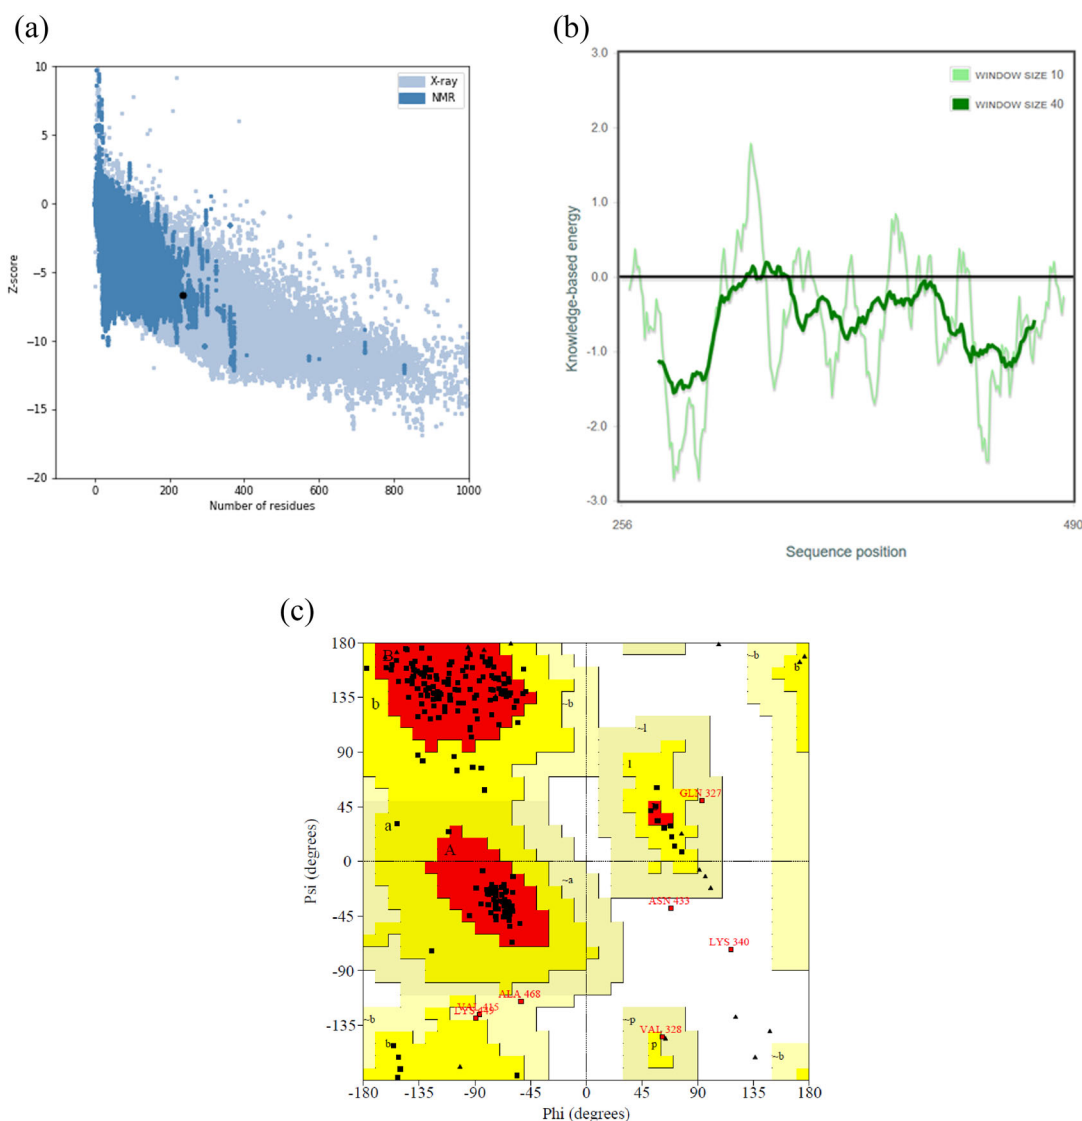 (a)
10
5
0
−5
−10
−15
−20
Z-score
X-ray
NMR
0 200 400 600 800 1000
Number of residues
(b)
3.0
2.0
1.0
0.0
-1.0
-2.0
-3.0
Knowledge-based energy
WINDOW SIZE 10
WINDOW SIZE 40
256 490
Sequence position
(c)
180
135
90
45
0
-45
-90
-135
Psi (degrees)
B
b
~b
~b
b
~l
l
GLN 327
a
A
~a
ASN 433
LYS 340
ALA 468
VAL 415
LYS 449
~b
~p
VAL 328
b
p
~b
-180 -135 -90 -45 0 45 90 135 180
Phi (degrees)